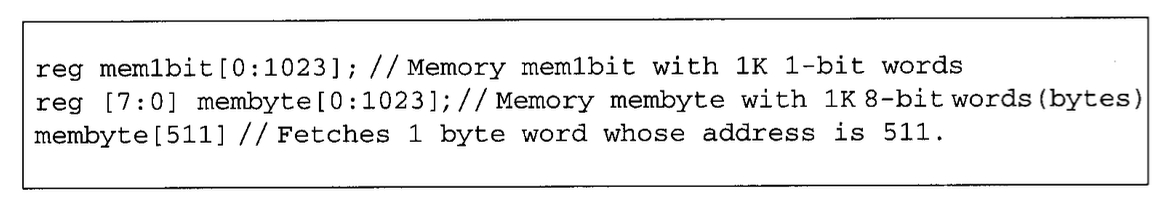 reg mem1bit[0:1023]; // Memory mem1bit with 1K 1-bit words
reg [7:0] membyte[0:1023];// Memory membyte with 1K 8-bit words(bytes)
membyte[511] // Fetches 1 byte word whose address is 511.